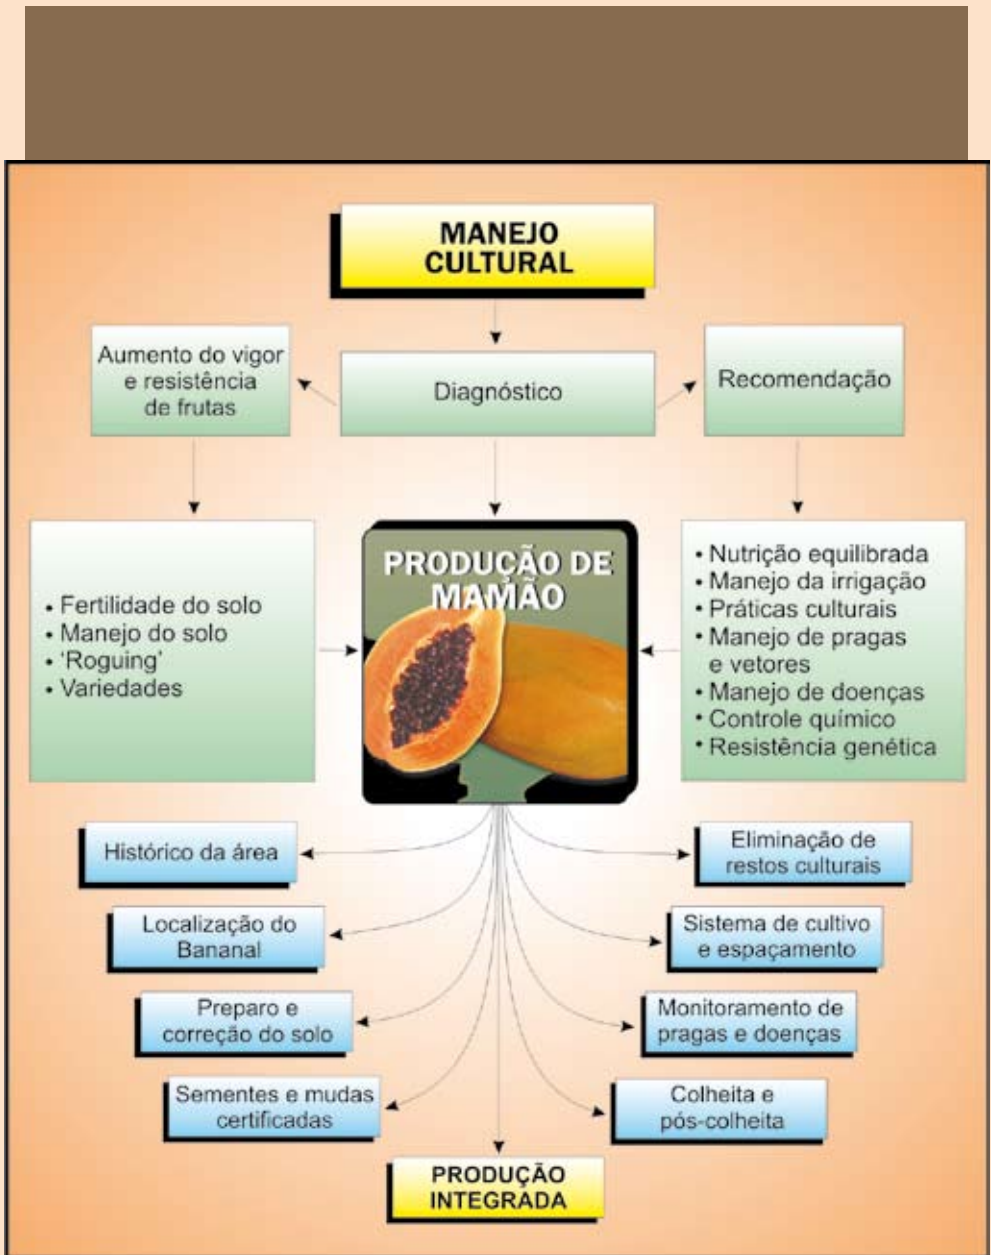 MANEJO
CULTURAL
Aumento do vigor
e resistência
de frutas
Diagnóstico
Recomendação
• Fertilidade do solo
• Manejo do solo
• 'Roguing'
• Variedades
PRODUÇÃO DE
MAMÃO
• Nutrição equilibrada
• Manejo da irrigação
• Práticas culturais
• Manejo de pragas
e vetores
• Manejo de doenças
• Controle químico
• Resistência genética
Histórico da área
Eliminação de
restos culturais
Localização do
Bananal
Sistema de cultivo
e espaçamento
Preparo e
correção do solo
Monitoramento de
pragas e doenças
Sementes e mudas
certificadas
Colheita e
pós-colheita
PRODUÇÃO
INTEGRADA